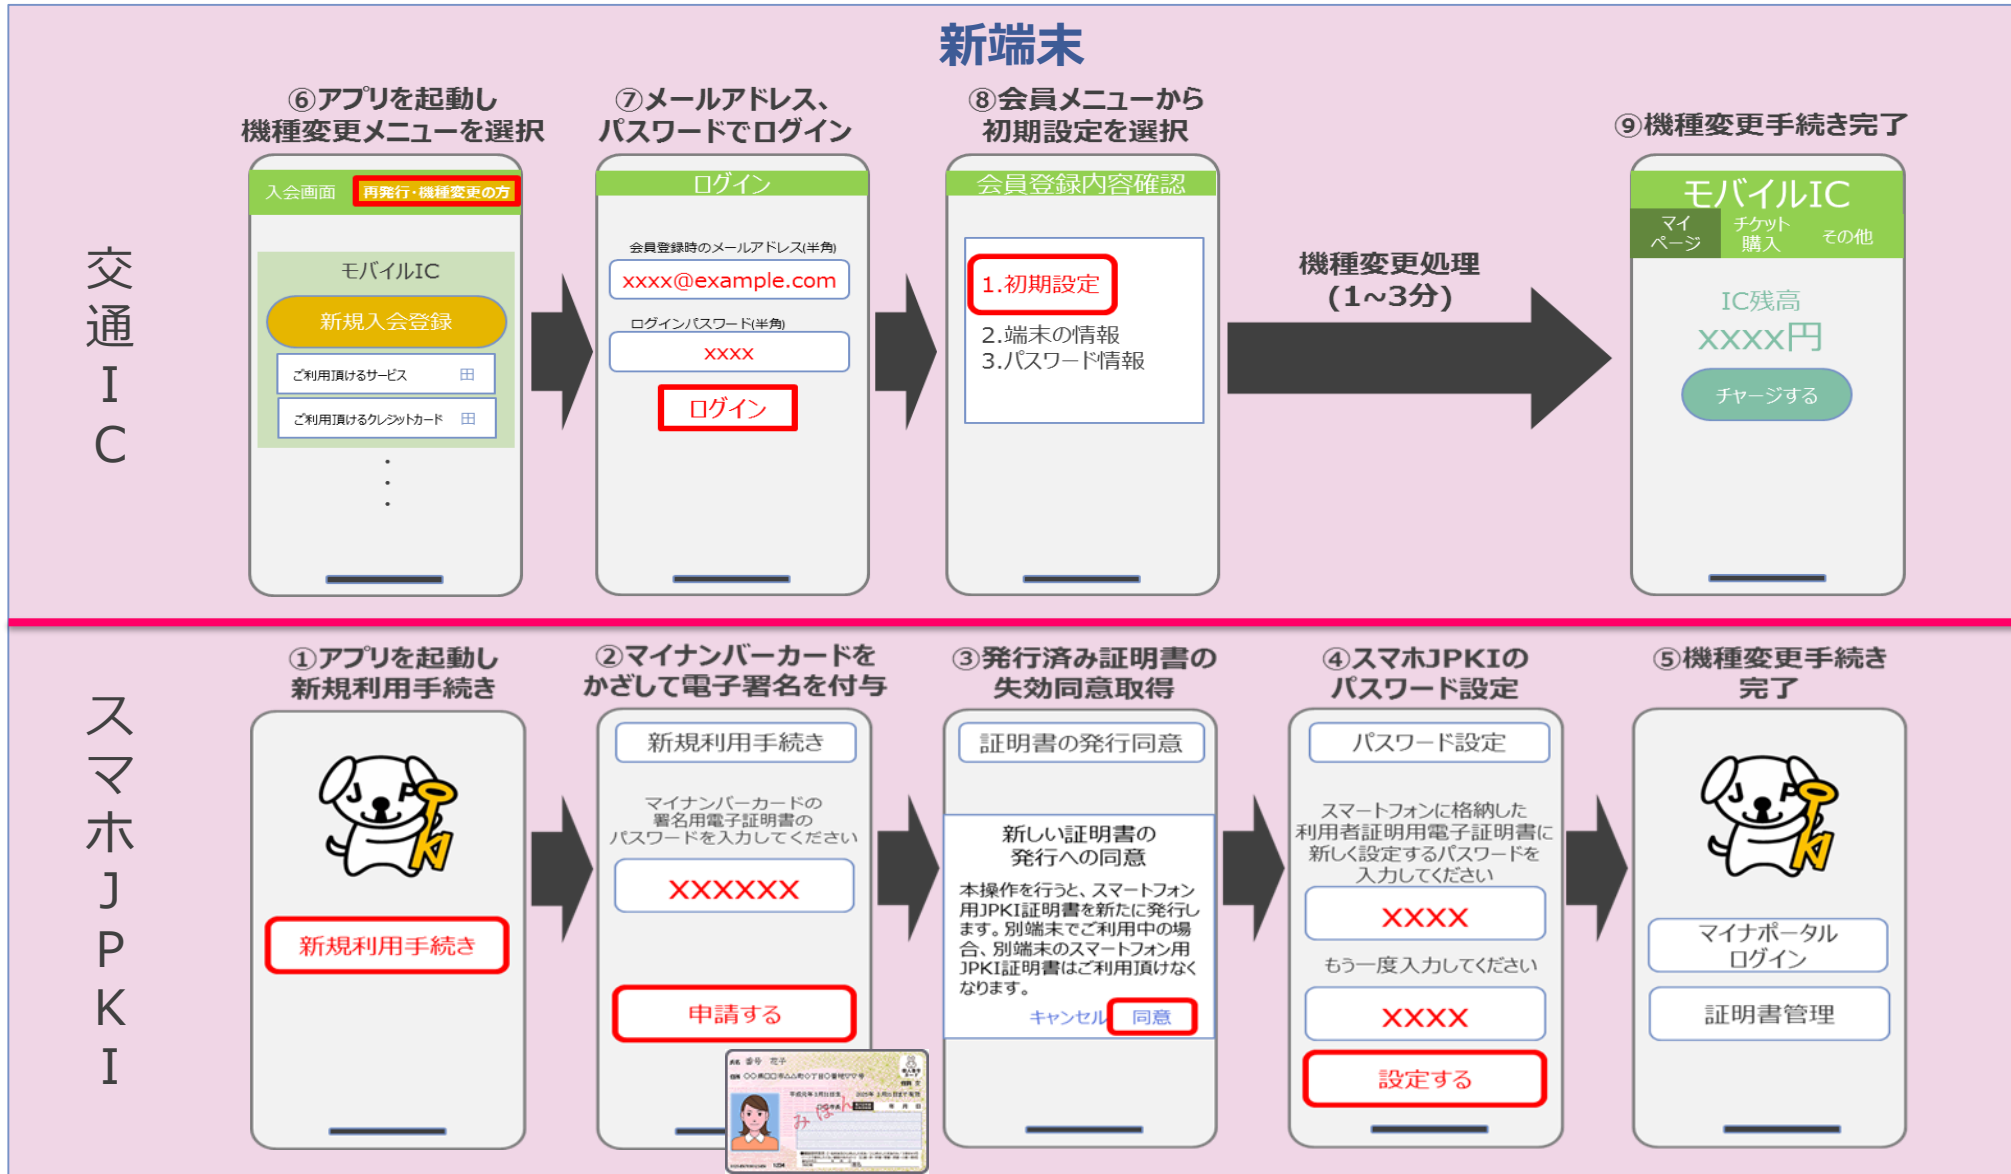 新端末
交通IC
⑥アプリを起動し
機種変更メニューを選択
入会画面
再発行・機種変更の方
モバイルIC
新規入会登録
ご利用頂けるサービス 田
ご利用頂けるクレジットカード 田
⑦メールアドレス、
パスワードでログイン
ログイン
会員登録時のメールアドレス(半角)
xxxx@example.com
ログインパスワード(半角)
xxxx
ログイン
⑧会員メニューから
初期設定を選択
会員登録内容確認
1.初期設定
2.端末の情報
3.パスワード情報
機種変更処理
(1~3分)
⑨機種変更手続き完了
モバイルIC
マイ
ページ
チケット
購入
その他
IC残高
xxxx円
チャージする
スマホJPKI
①アプリを起動し
新規利用手続き
JPKI
新規利用手続き
②マイナンバーカードを
かざして電子署名を付与
新規利用手続き
マイナンバーカードの
署名用電子証明書の
パスワードを入力してください
xxxxxx
申請する
氏名 番号 花子
みほん
1234
③発行済み証明書の
失効同意取得
証明書の発行同意
新しい証明書の
発行への同意
本操作を行うと、スマートフォン
用JPKI証明書を新たに発行し
ます。別端末でご利用中の場
合、別端末のスマートフォン用
JPKI証明書はご利用頂けなく
なります。
キャンセル 同意
④スマホJPKIの
パスワード設定
パスワード設定
スマートフォンに格納した
利用者証明用電子証明書に
新しく設定するパスワードを
入力してください
xxxx
もう一度入力してください
xxxx
設定する
⑤機種変更手続き
完了
JPKI
マイナポータル
ログイン
証明書管理